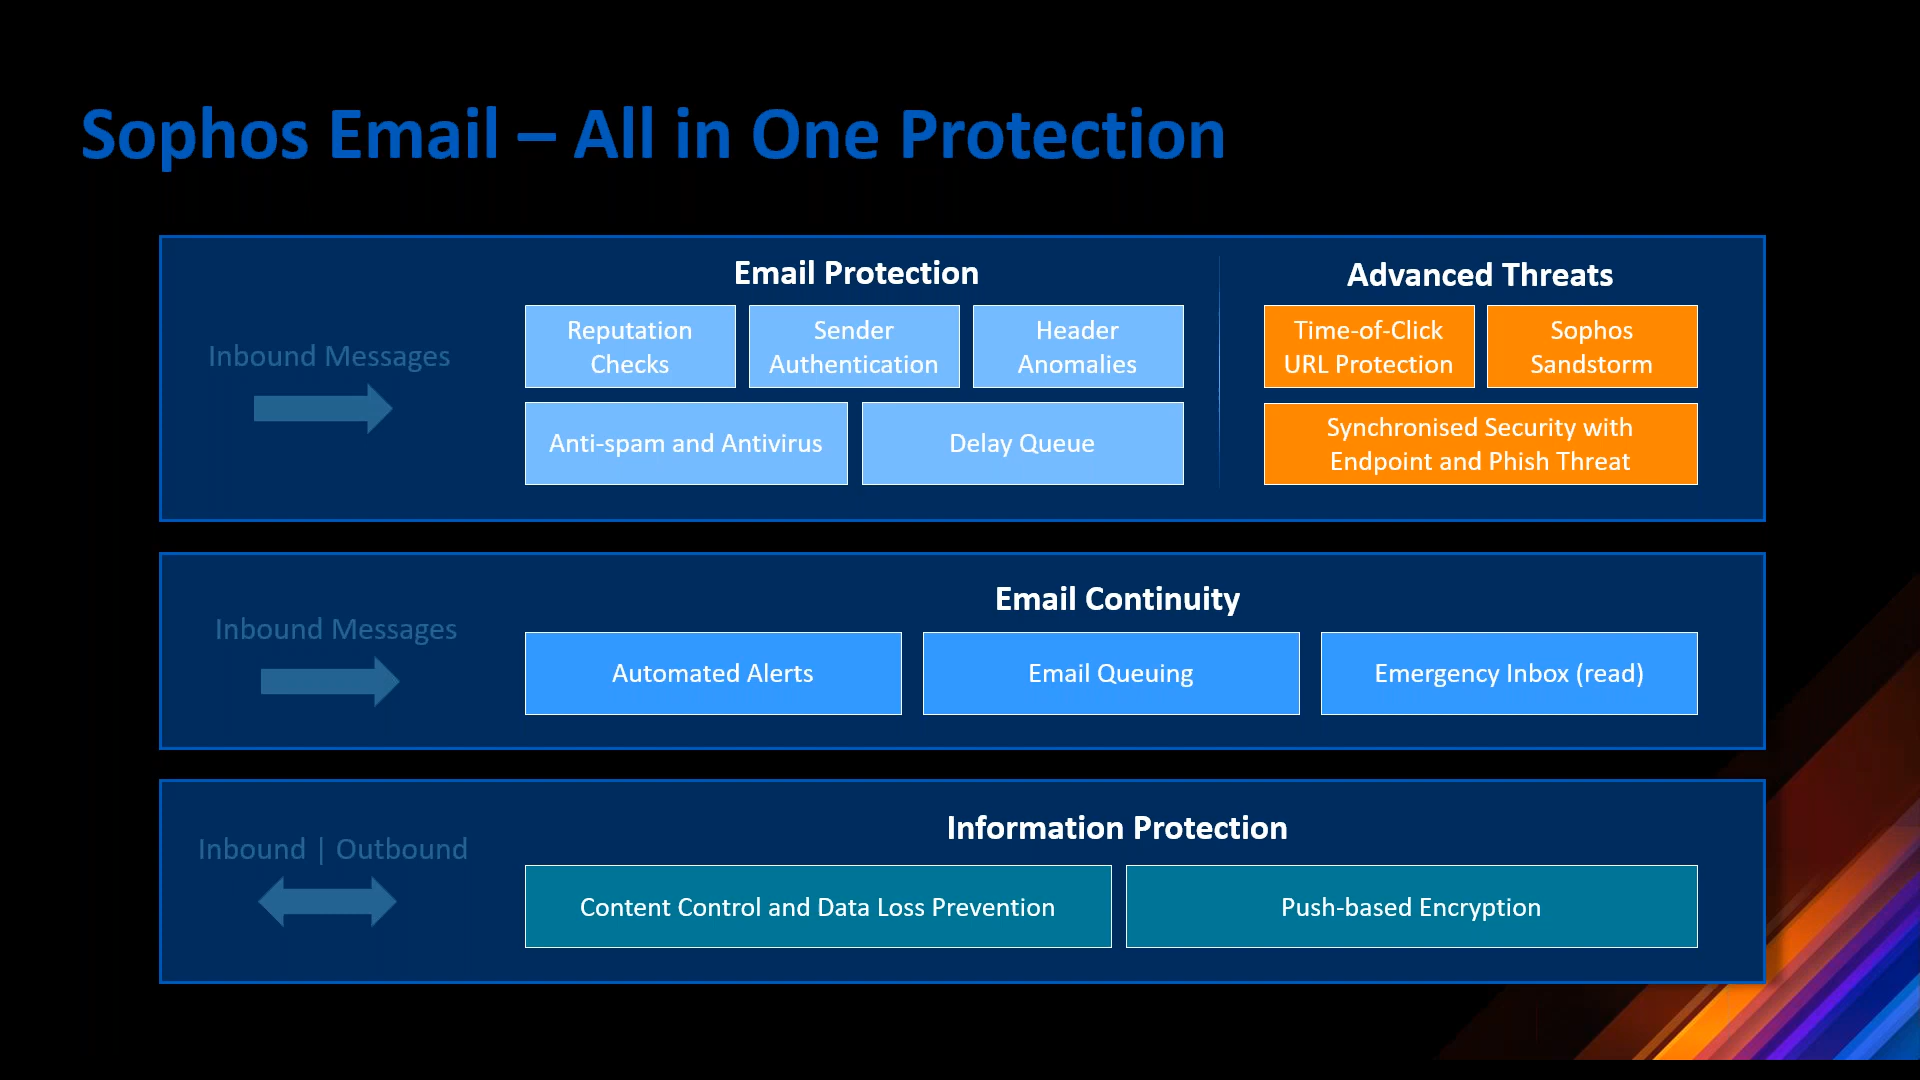 Sophos Email – All in One Protection
Inbound Messages
Email Protection
Reputation
Checks
Sender
Authentication
Header
Anomalies
Anti-spam and Antivirus
Delay Queue
Advanced Threats
Time-of-Click
URL Protection
Sophos
Sandstorm
Synchronised Security with
Endpoint and Phish Threat
Inbound Messages
Email Continuity
Automated Alerts
Email Queuing
Emergency Inbox (read)
Inbound | Outbound
Information Protection
Content Control and Data Loss Prevention
Push-based Encryption